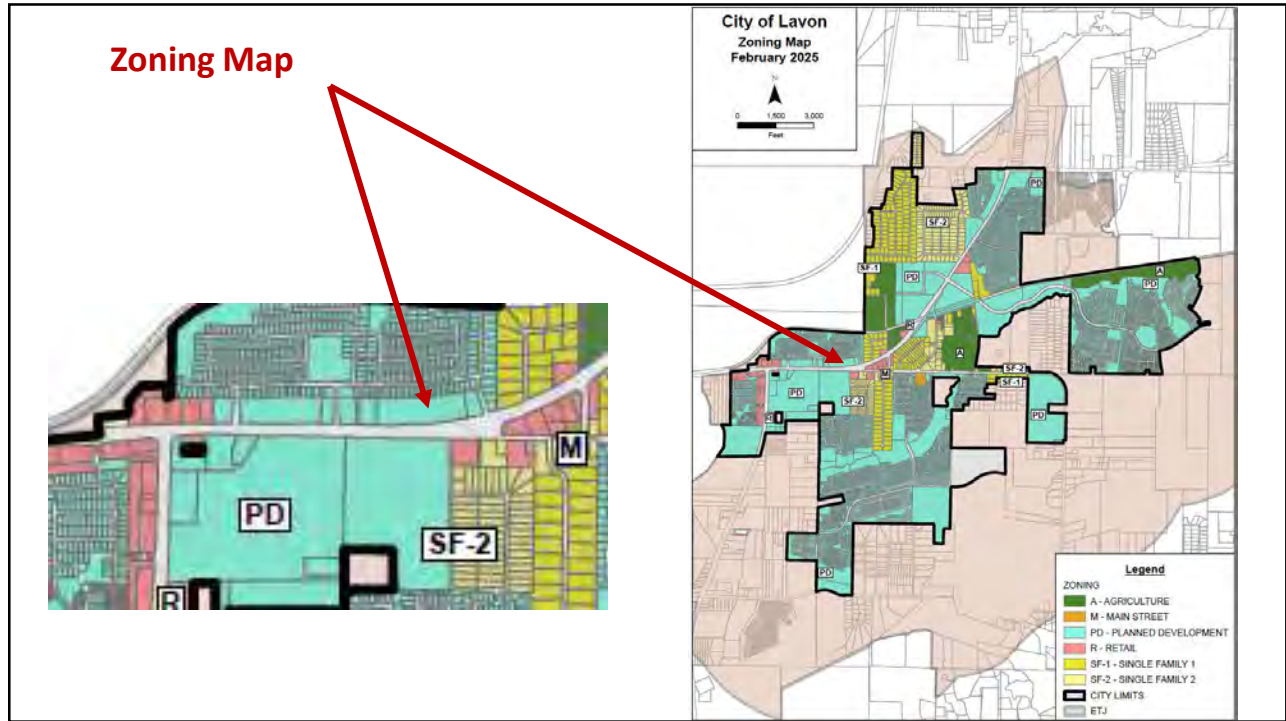 Zoning Map
City of Lavon
Zoning Map
February 2025
N
0 1,500 3,000
Feet
PD
SF-2
SF-1
PD
A
PD
R
A
M
SF-2
SF-1
PD
SF-2
PD
R
PD
M
PD
SF-2
R
Legend
ZONING
A - AGRICULTURE
M - MAIN STREET
PD - PLANNED DEVELOPMENT
R - RETAIL
SF-1 - SINGLE FAMILY 1
SF-2 - SINGLE FAMILY 2
CITY LIMITS
ETJ